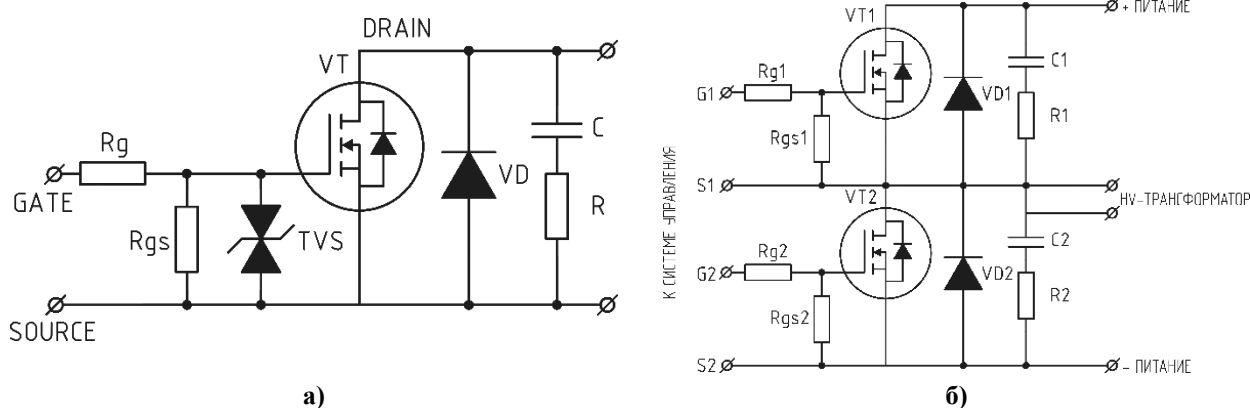 DRAIN
VT
Rg
GATE
Rgs
TVS
VD
C
R
SOURCE
а)
VT1
+ ПИТАНИЕ
Rg1
G1
Rgs1
VD1
C1
R1
S1
VT2
HV-ТРАНСФОРМАТОР
К СИСТЕМЕ УПРАВЛЕНИЯ
Rg2
G2
Rgs2
VD2
C2
R2
S2
- ПИТАНИЕ
б)